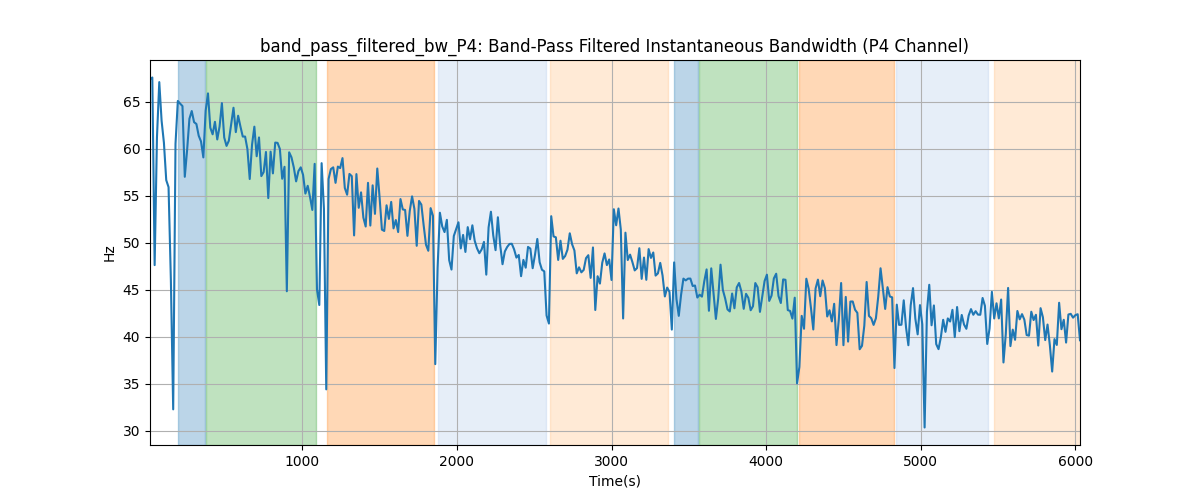 band_pass_filtered_bw_P4: Band-Pass Filtered Instantaneous Bandwidth (P4 Channel)
65
60
55
50
45
40
35
30
Hz
1000 2000 3000 4000 5000 6000
Time(s)